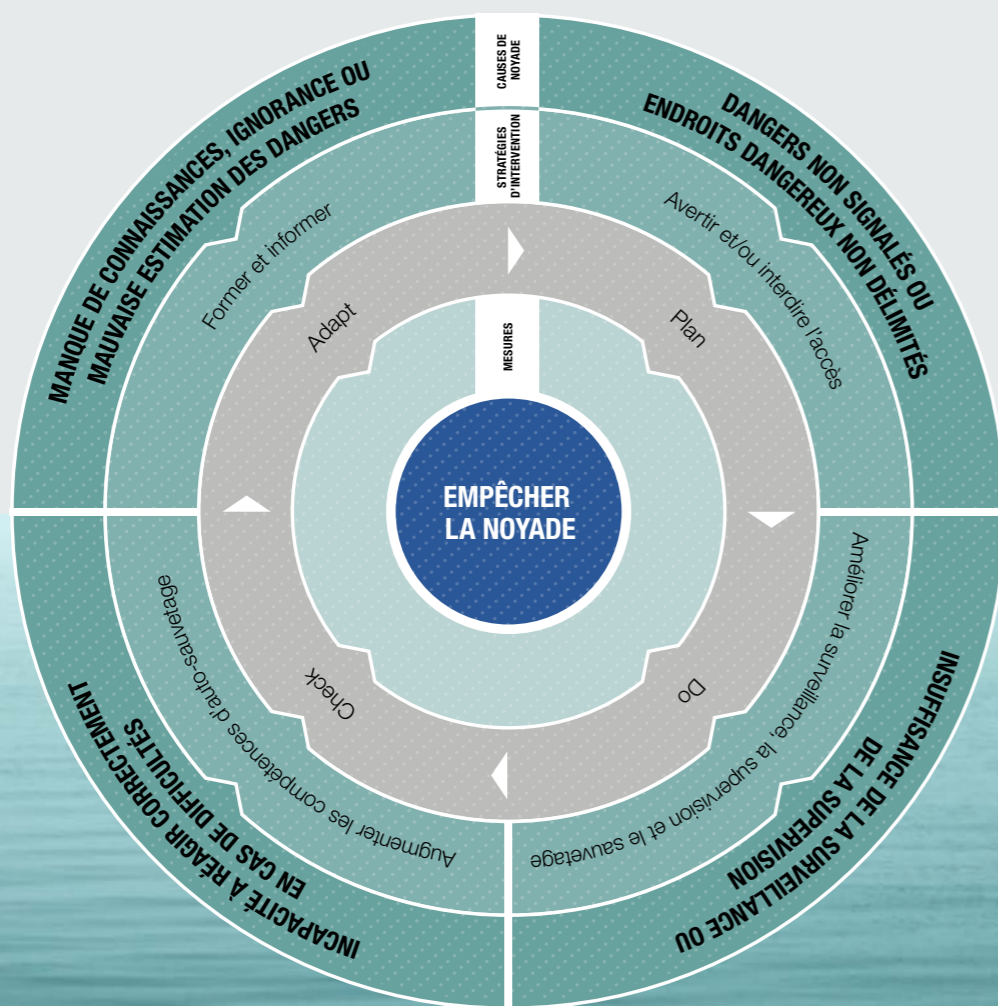 CAUSES DE
NOYADE
STRATÉGIES
D'INTERVENTION
MESURES
EMPÊCHER
LA NOYADE
MANQUE DE CONNAISSANCES, IGNORANCE OU
MAUVAISE ESTIMATION DES DANGERS
Former et informer
Adapt
DANGERS NON SIGNALÉS OU
ENDROITS DANGEREUX NON DÉLIMITÉS
Avertir et/ou interdire l'accès
Plan
INSUFFISANCE DE LA SURVEILLANCE OU
DE LA SUPERVISION
Améliorer la surveillance, la supervision et le sauvetage
Do
INCAPACITÉ À RÉAGIR CORRECTEMENT
EN CAS DE DIFFICULTÉS
Augmenter les compétences d'auto-sauvetage
Check